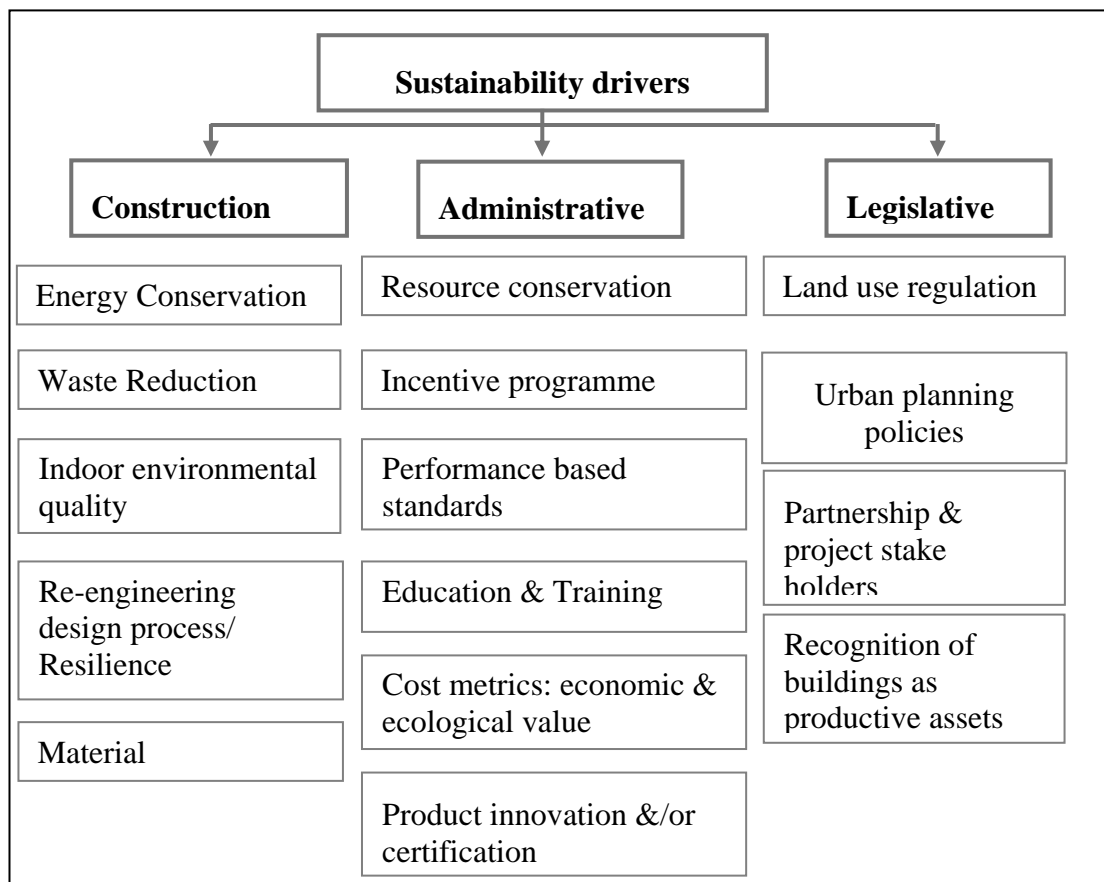 Sustainability drivers
Construction
Administrative
Legislative
Energy Conservation
Waste Reduction
Indoor environmental
quality
Re-engineering
design process/
Resilience
Material
Resource conservation
Incentive programme
Performance based
standards
Education & Training
Cost metrics: economic &
ecological value
Product innovation &/or
certification
Land use regulation
Urban planning
policies
Partnership &
project stake
holders
Recognition of
buildings as
productive assets